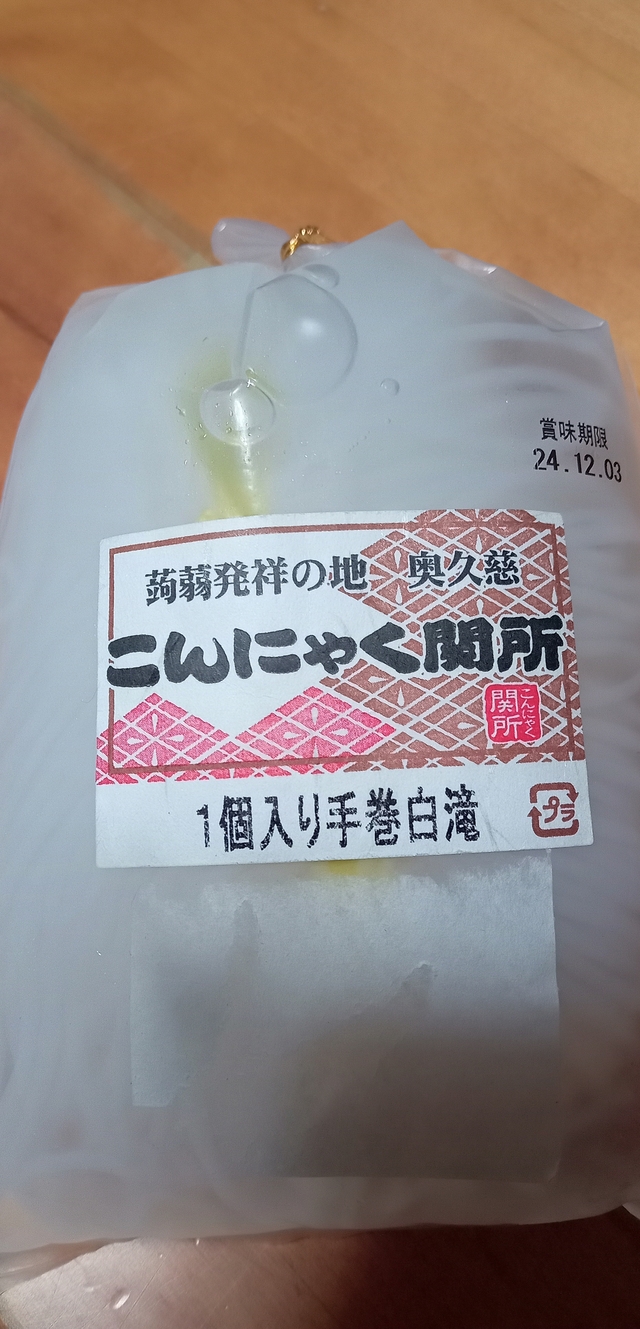 賞味期限
24.12.03
蒟蒻発祥の地 奥久慈
こんにゃく関所
こんにゃく
関所
1個入り手巻白滝
プラ